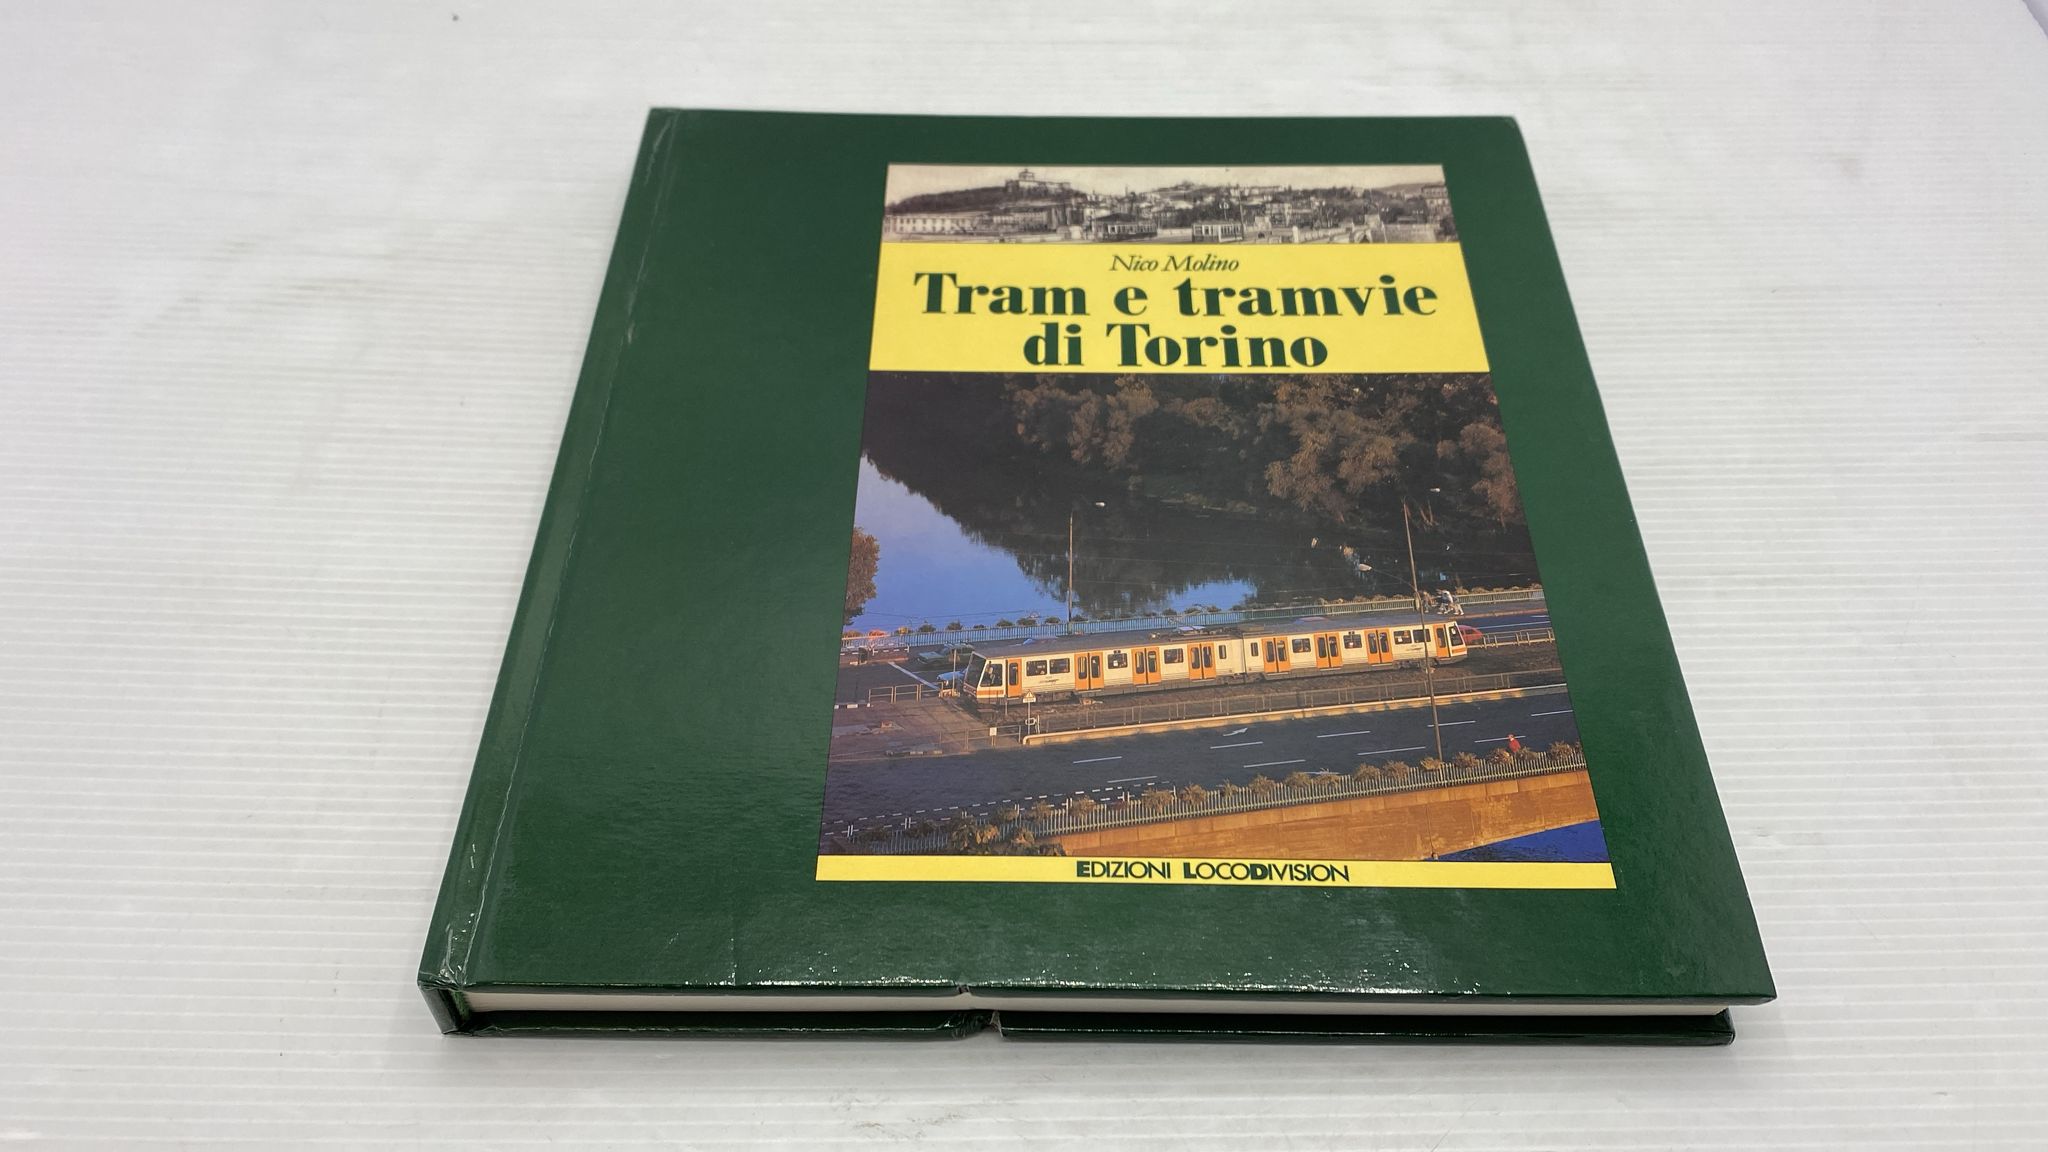 Nico Molino
Tram e tramvie
di Torino
EDIZIONI LOCODIVISION